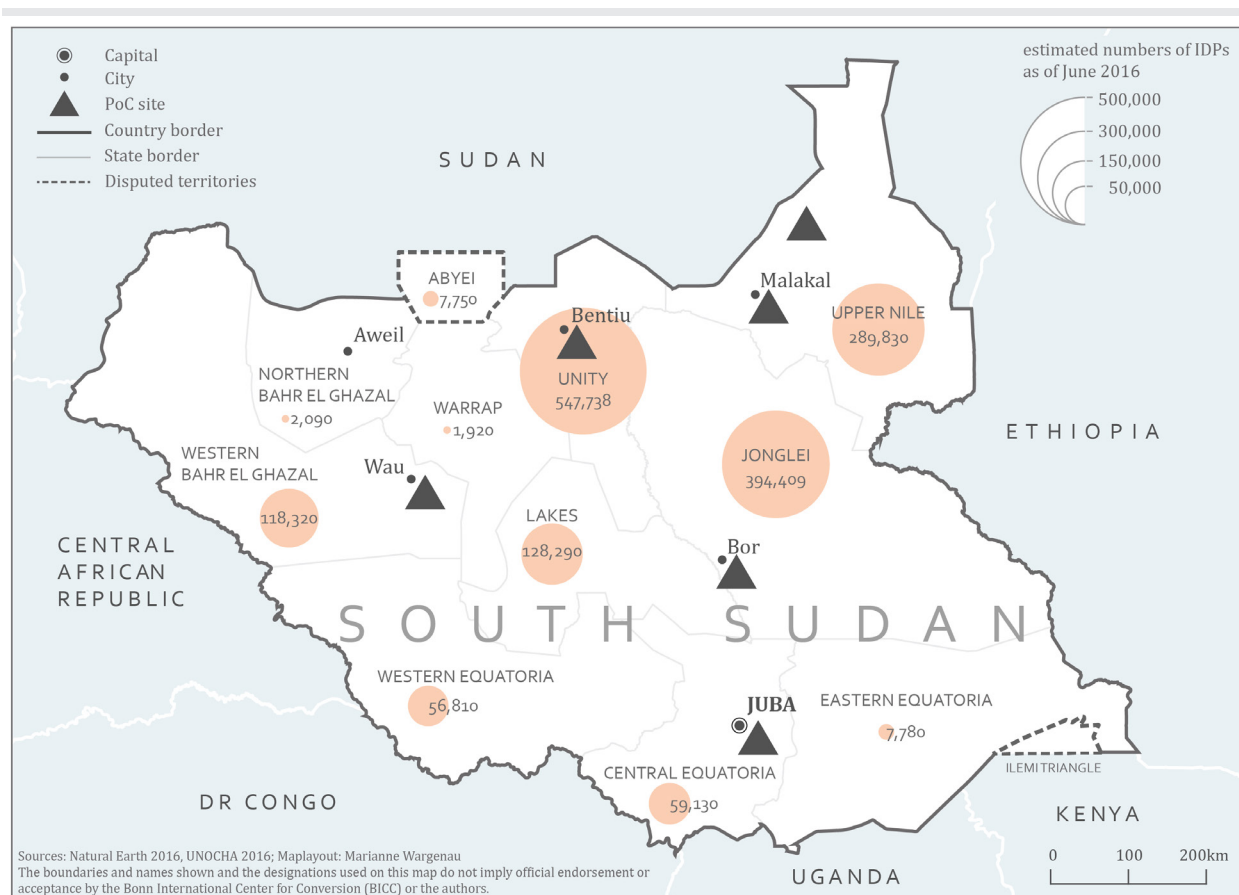 Capital
City
PoC site
Country border
State border
Disputed territories
estimated numbers of IDPs
as of June 2016
500,000
300,000
150,000
50,000
SUDAN
ABYEI
7,750
Malakal
UPPER NILE
289,830
Bentiu
UNITY
547,738
Aweil
NORTHERN
BAHR EL GHAZAL
2,090
WARRAP
1,920
ETHIOPIA
WESTERN
BAHR EL GHAZAL
118,320
Wau
JONGLEI
394,409
LAKES
128,290
Bor
CENTRAL
AFRICAN
REPUBLIC
SOUTH SUDAN
WESTERN EQUATORIA
56,810
JUBA
EASTERN EQUATORIA
7,780
ILEMI TRIANGLE
CENTRAL EQUATORIA
59,130
DR CONGO
KENYA
UGANDA
0 100 200km
Sources: Natural Earth 2016, UNOCHA 2016; Maplayout: Marianne Wargenau
The boundaries and names shown and the designations used on this map do not imply official endorsement or
acceptance by the Bonn International Center for Conversion (BICC) or the authors.